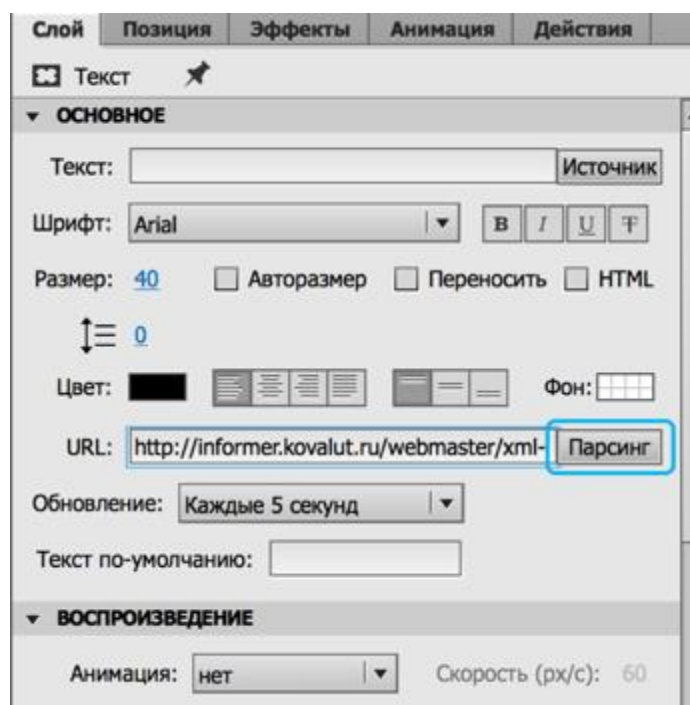 Слой Позиция Эффекты Анимация Действия
Текст
ОСНОВНОЕ
Текст: Источник
Шрифт: Arial B I U T
Размер: 40 Авторазмер Переносить HTML
0
Цвет: Фон:
URL: http://informer.kovalut.ru/webmaster/xml- Парсинг
Обновление: Каждые 5 секунд
Текст по-умолчанию:
ВОСПРОИЗВЕДЕНИЕ
Анимация: нет Скорость (px/с): 60